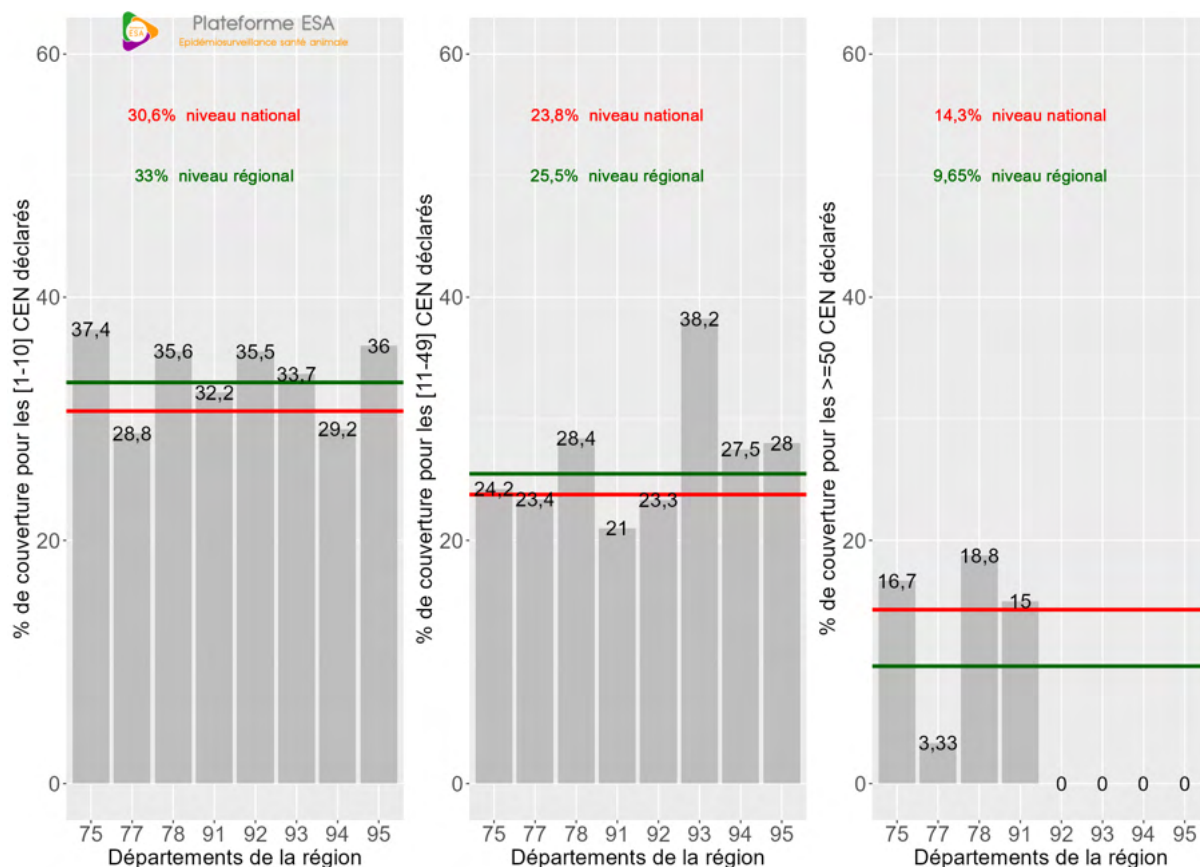 Plateforme ESA
ESA
Epidémiosurveillance santé animale
% de couverture pour les [1-10] CEN déclarés
60
40
20
0
30,6% niveau national
33% niveau régional
37,4
28,8
35,6
32,2
35,5
33,7
29,2
36
75 77 78 91 92 93 94 95
Départements de la région
% de couverture pour les [11-49] CEN déclarés
60
40
20
0
23,8% niveau national
25,5% niveau régional
24,2
23,4
28,4
21
23,3
38,2
27,5
28
75 77 78 91 92 93 94 95
Départements de la région
% de couverture pour les >=50 CEN déclarés
60
40
20
0
14,3% niveau national
9,65% niveau régional
16,7
3,33
18,8
15
0
0
0
0
75 77 78 91 92 93 94 95
Départements de la région